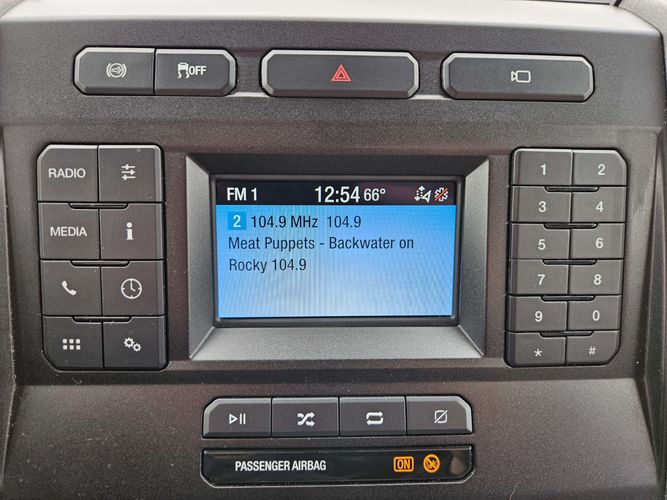 OFF
RADIO
MEDIA
i
FM 1 12:54 66°
2 104.9 MHz 104.9
Meat Puppets - Backwater on
Rocky 104.9
1 2
3 4
5 6
7 8
9 0
* #
PASSENGER AIRBAG ON